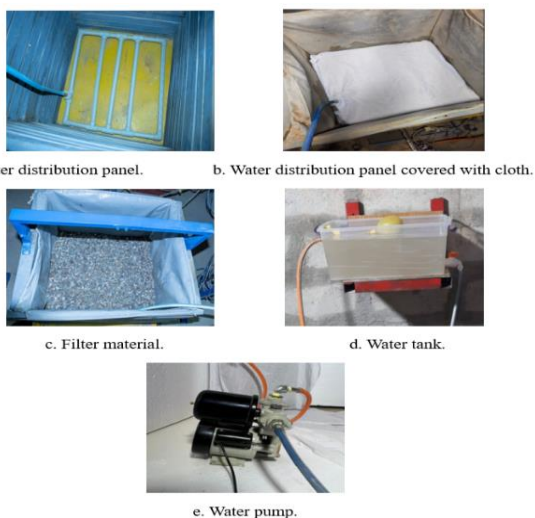 er distribution panel.
b. Water distribution panel covered with cloth.
c. Filter material.
d. Water tank.
e. Water pump.